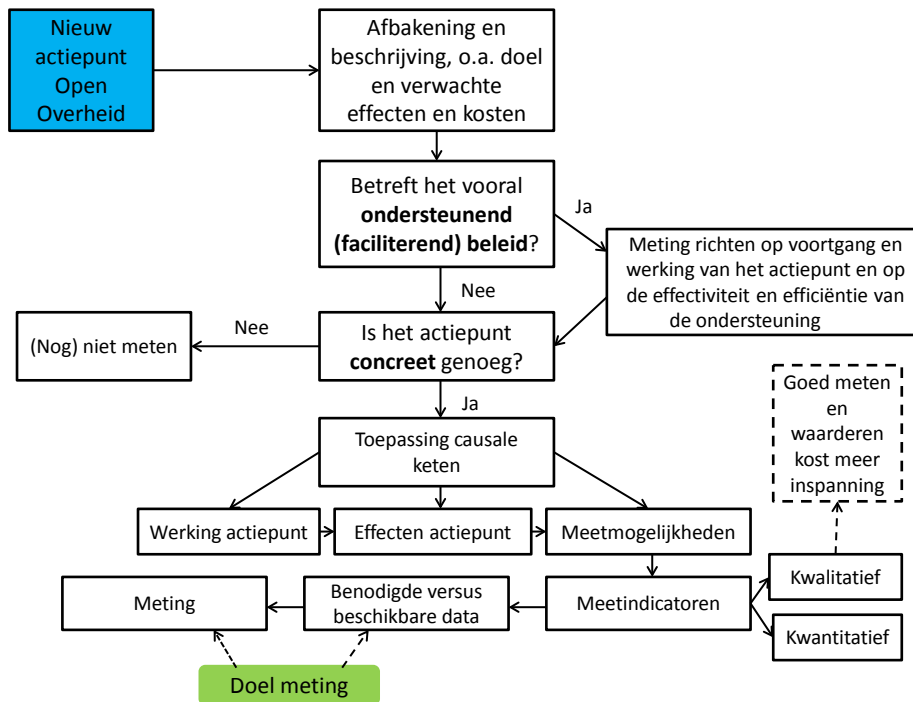 Nieuw
actiepunt
Open
Overheid
Afbakening en
beschrijving, o.a. doel
en verwachte
effecten en kosten
Betreft het vooral
ondersteunend
(faciliterend) beleid?
Ja
Meting richten op voortgang en
werking van het actiepunt en op
de effectiviteit en efficiëntie van
de ondersteuning
Nee
Is het actiepunt
concreet genoeg?
Nee
(Nog) niet meten
Ja
Toepassing causale
keten
Goed meten
en
waarderen
kost meer
inspanning
Werking actiepunt
Effecten actiepunt
Meetmogelijkheden
Meting
Benodigde versus
beschikbare data
Meetindicatoren
Kwalitatief
Kwantitatief
Doel meting